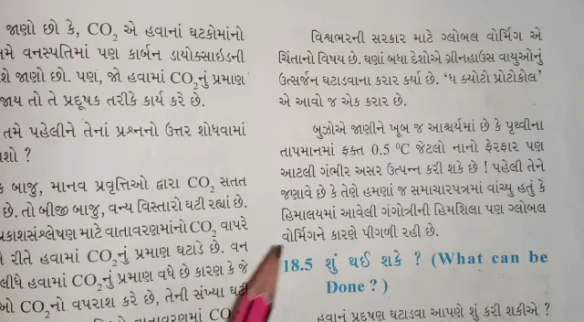 જાણો છો કે, CO₂ એ હવાનાં ઘટકોમાંનો
મે વનસ્પતિમાં પણ કાર્બન ડાયોક્સાઇડની
શે જાણો છો. પણ, જો હવામાં CO₂નું પ્રમાણ
જાય તો તે પ્રદૂષક તરીકે કાર્ય કરે છે.
તમે પહેલીને તેનાં પ્રશ્નનો ઉત્તર શોધવામાં
શો ?
બાજુ, માનવ પ્રવૃત્તિઓ દ્વારા CO₂ સતત
છે. તો બીજી બાજુ, વન્ય વિસ્તારો ઘટી રહ્યાં છે.
પ્રકાશસંશ્લેષણ માટે વાતાવરણમાંનો CO₂ વાપરે
રીતે હવામાં CO₂નું પ્રમાણ ઘટાડે છે. વન
લીધે હવામાં CO₂નું પ્રમાણ વધે છે કારણ કે જે
ઓ CO₂નો વપરાશ કરે છે, તેની સંખ્યા ઘટી
વાતાવરણમાં CO
વિશ્વભરની સરકાર માટે ગ્લોબલ વોર્મિંગ એ
ચિંતાનો વિષય છે. ઘણાં બધા દેશોએ ગ્રીનહાઉસ વાયુઓનું
ઉત્સર્જન ઘટાડવાના કરાર કર્યા છે. ‘ધ ક્યોટો પ્રોટોકોલ’
એ આવો જ એક કરાર છે.
બુઝોએ જાણીને ખૂબ જ આશ્ચર્યમાં છે કે પૃથ્વીના
તાપમાનમાં ફક્ત 0.5 ⁰C જેટલો નાનો ફેરફાર પણ
આટલી ગંભીર અસર ઉત્પન્ન કરી શકે છે ! પહેલી તેને
જણાવે છે કે તેણે હમણાં જ સમાચારપત્રમાં વાંચ્યુ હતું કે
હિમાલયમાં આવેલી ગંગોત્રીની હિમશિલા પણ ગ્લોબલ
વોર્મિંગને કારણે પીગળી રહી છે.
18.5 શું થઈ શકે ? (What can be
Done ? )
હવાનું પ્રદૂષણ ઘટાડવા આપણે શું કરી શકીએ ?